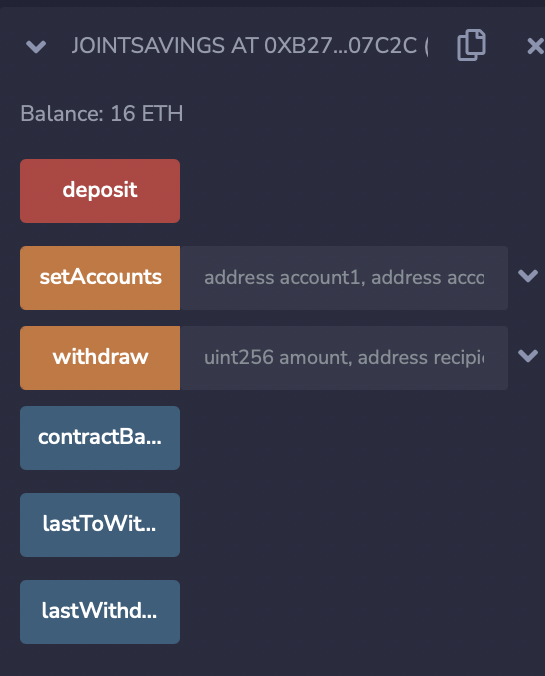 JOINTSAVINGS AT 0XB27...07C2C (
Balance: 16 ETH
deposit
setAccounts address account1, address acco
withdraw uint256 amount, address recipi
contractBa...
lastToWit...
lastWithd...